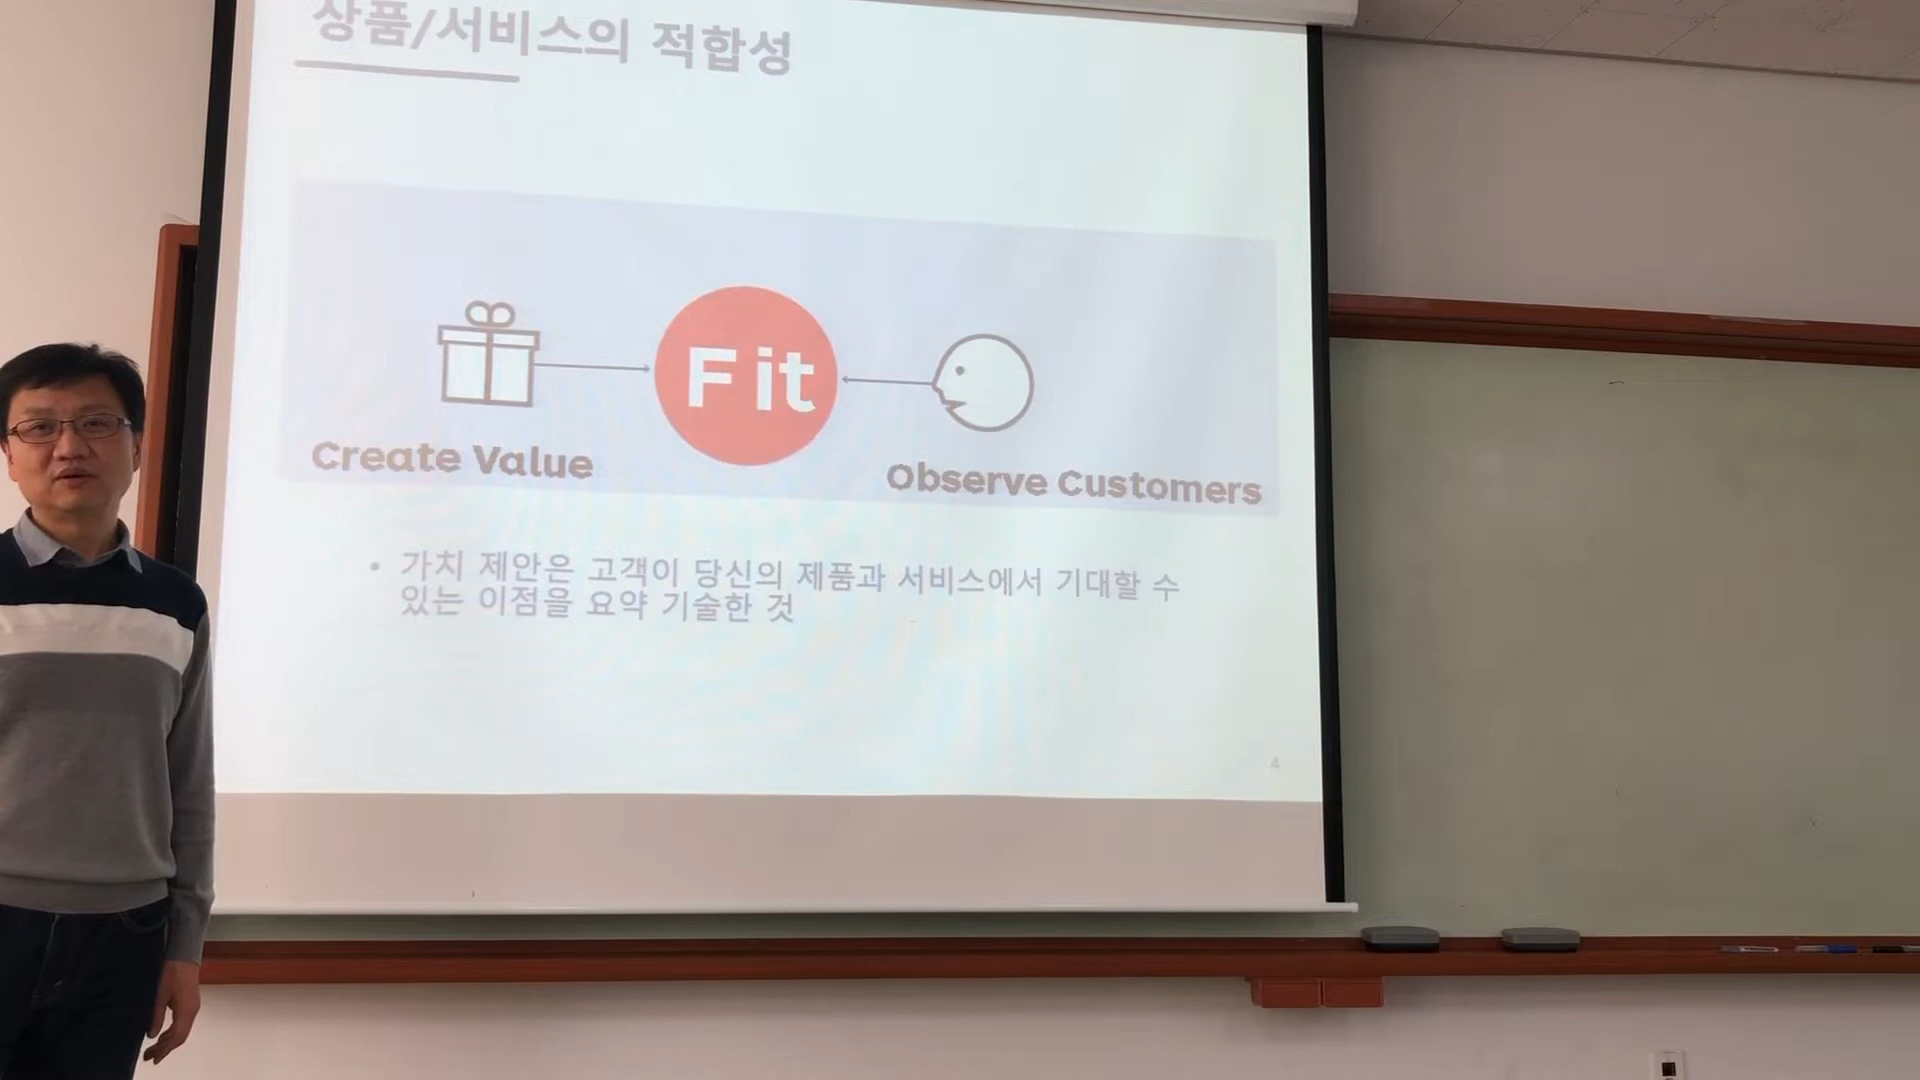 상품/서비스의 적합성
Fit
Create Value
Observe Customers
• 가치 제안은 고객이 당신의 제품과 서비스에서 기대할 수
있는 이점을 요약 기술한 것
4